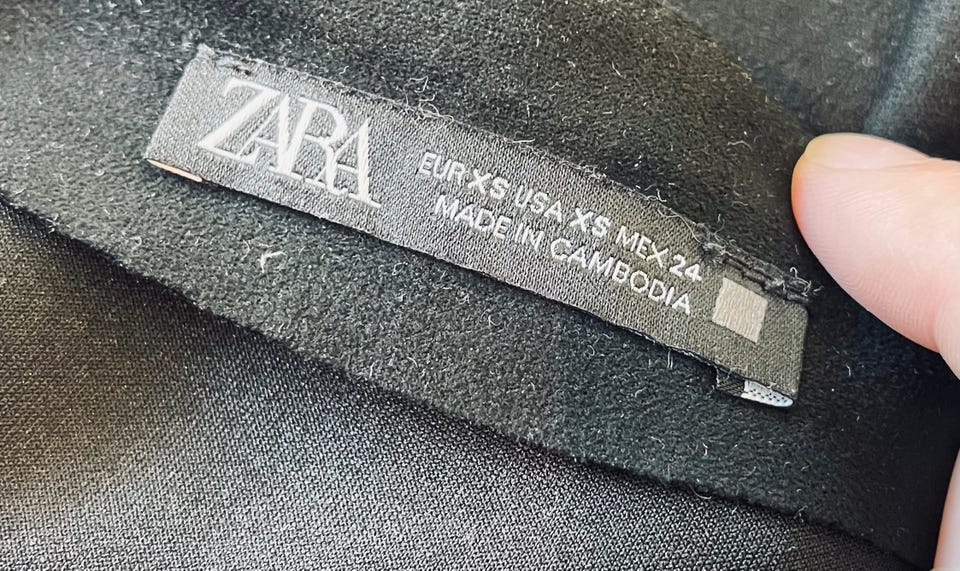 ZARA
EUR XS USA XS MEX 24
MADE IN CAMBODIA